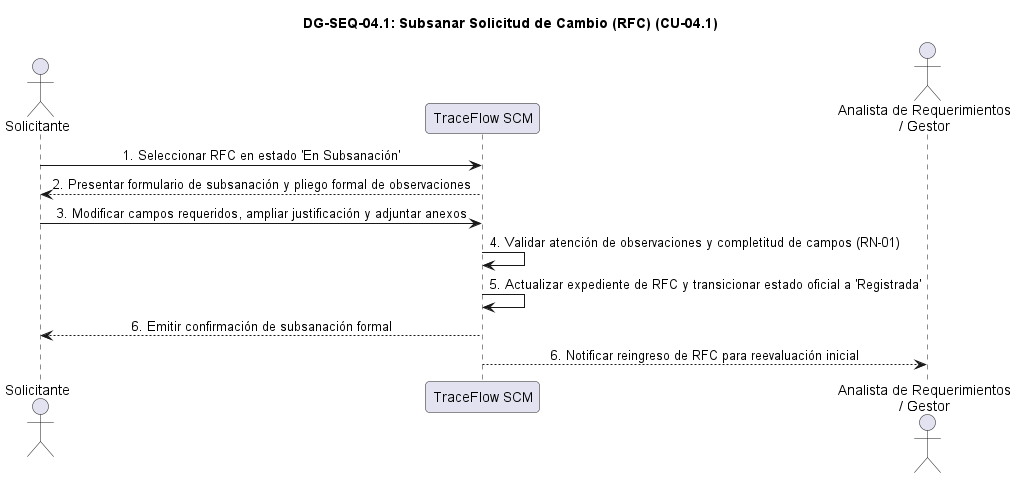 DG-SEQ-04.1: Subsanar Solicitud de Cambio (RFC) (CU-04.1)
Solicitante
TraceFlow SCM
Analista de Requerimientos
/ Gestor
1. Seleccionar RFC en estado 'En Subsanación'
2. Presentar formulario de subsanación y pliego formal de observaciones
3. Modificar campos requeridos, ampliar justificación y adjuntar anexos
4. Validar atención de observaciones y completitud de campos (RN-01)
5. Actualizar expediente de RFC y transicionar estado oficial a 'Registrada'
6. Emitir confirmación de subsanación formal
6. Notificar reingreso de RFC para reevaluación inicial
Solicitante
TraceFlow SCM
Analista de Requerimientos
/ Gestor